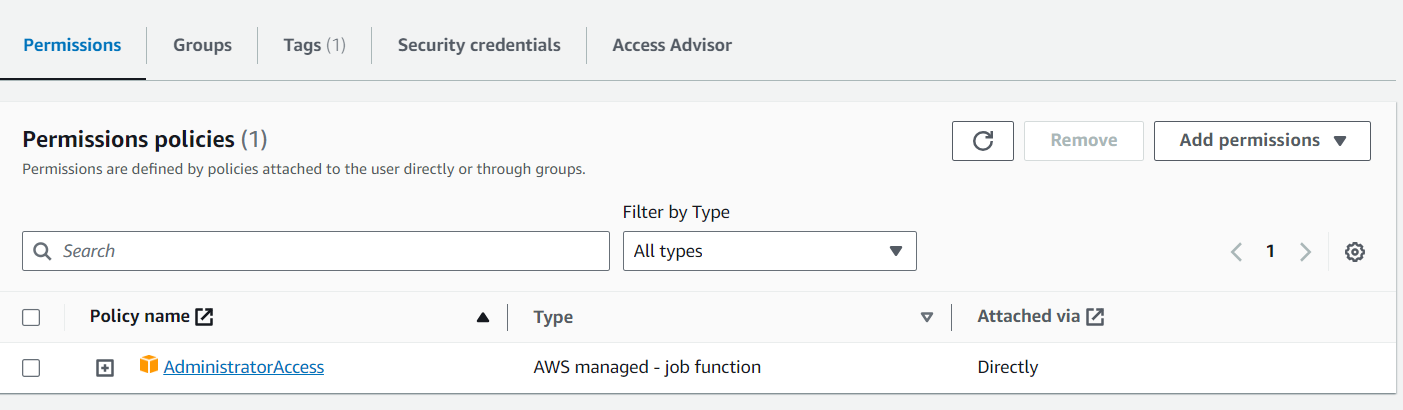 Permissions Groups Tags (1) Security credentials Access Advisor
Permissions policies (1) Remove Add permissions
Permissions are defined by policies attached to the user directly or through groups.
Filter by Type
Search All types 1
Policy name Type Attached via
AdministratorAccess AWS managed - job function Directly